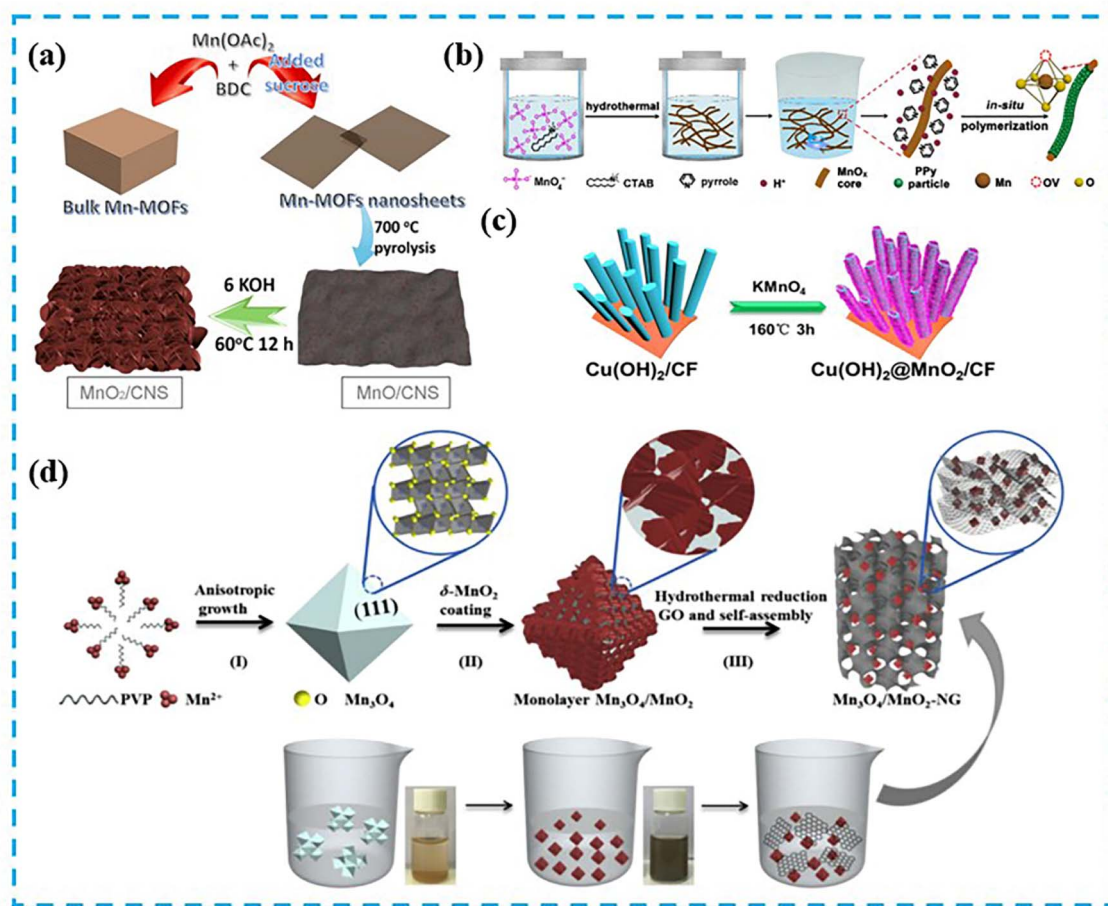 (a)
Mn(OAc)₂
+
BDC
Added
sucrose
Bulk Mn-MOFs
Mn-MOFs nanosheets
700 °C
pyrolysis
6 KOH
60°C 12 h
MnO₂/CNS
MnO/CNS
(b)
hydrothermal
in-situ
polymerization
MnO₄⁻
CTAB
pyrrole
H⁺
MnOₓ
core
PPy
particle
Mn
OV
O
(c)
KMnO₄
160℃ 3h
Cu(OH)₂/CF
Cu(OH)₂@MnO₂/CF
(d)
Anisotropic
growth
(I)
(111)
δ-MnO₂
coating
(II)
Hydrothermal reduction
GO and self-assembly
(III)
PVP
Mn²⁺
O
Mn₃O₄
Monolayer Mn₃O₄/MnO₂
Mn₃O₄/MnO₂-NG